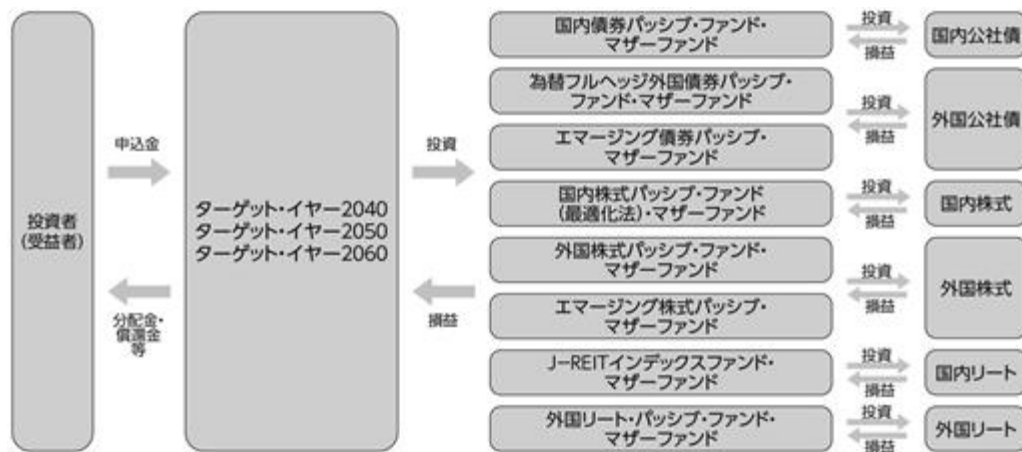 投資者
(受益者)
申込金
分配金・
償還金
等
ターゲット・イヤー2040
ターゲット・イヤー2050
ターゲット・イヤー2060
投資
損益
国内債券パッシブ・ファンド・
マザーファンド
投資
損益
国内公社債
為替フルヘッジ外国債券パッシブ・
ファンド・マザーファンド
エマージング債券パッシブ・
マザーファンド
投資
損益
外国公社債
国内株式パッシブ・ファンド
(最適化法)・マザーファンド
投資
損益
国内株式
外国株式パッシブ・ファンド・
マザーファンド
エマージング株式パッシブ・
マザーファンド
投資
損益
外国株式
J-REITインデックスファンド・
マザーファンド
投資
損益
国内リート
外国リート・パッシブ・ファンド・
マザーファンド
投資
損益
外国リート